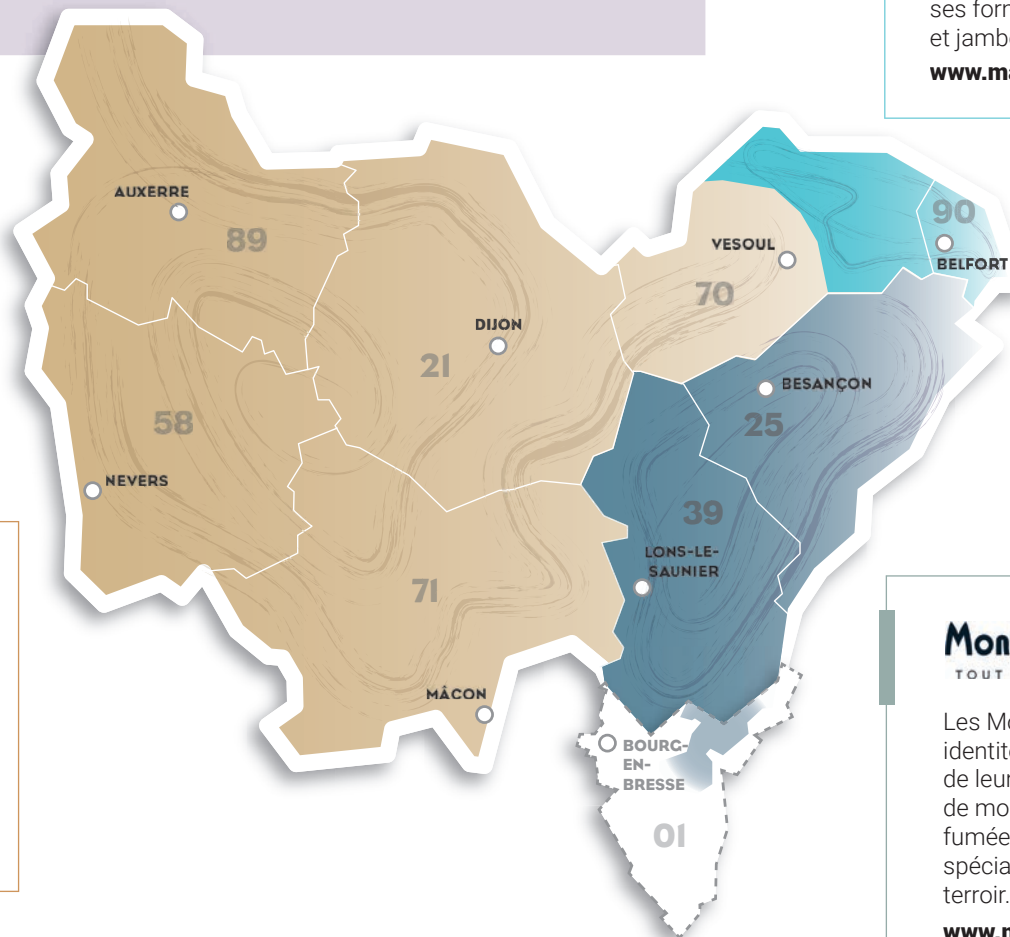 ses form
et jambo
www.ma
AUXERRE
89
90
BELFORT
VESOUL
70
DIJON
21
BESANÇON
25
58
NEVERS
39
LONS-LE-
SAUNIER
71
MÂCON
BOURG-
EN-
BRESSE
01
Mon
TOUT
Les Mo
identité
de leur
de mo
fumée
spécia
terroir.
www.m